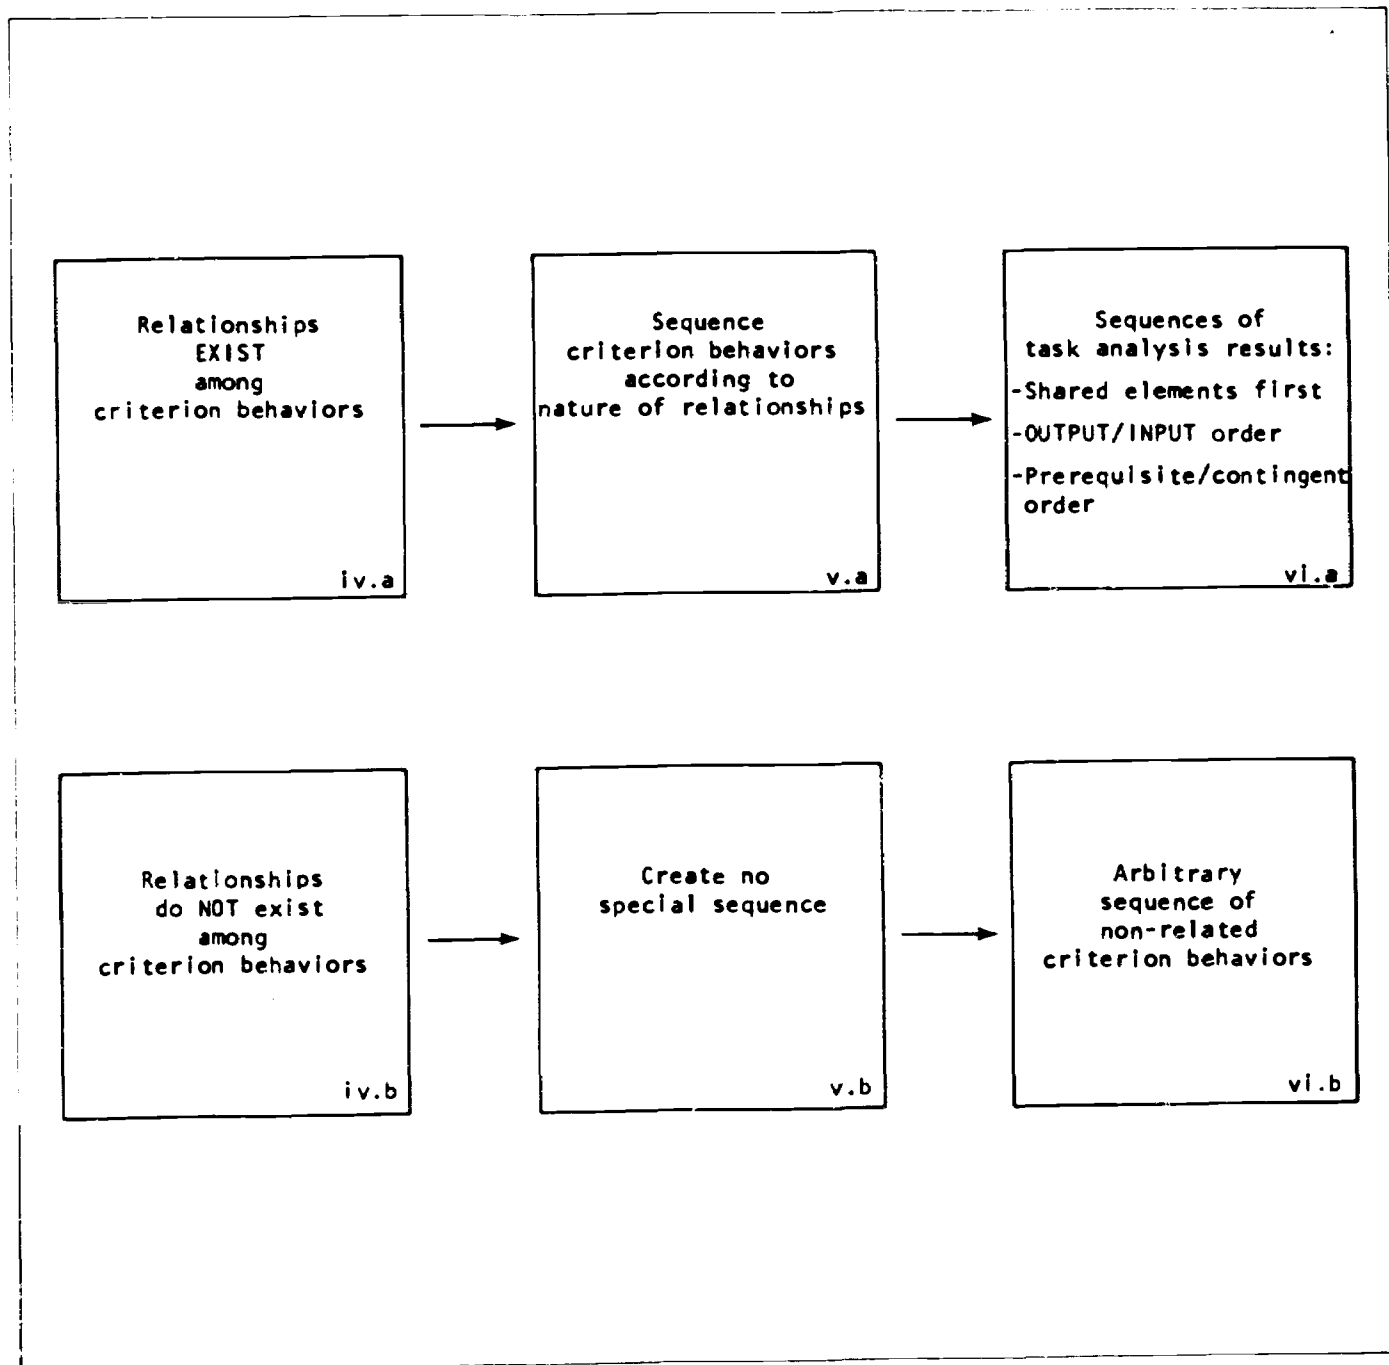 Relationships
EXIST
among
criterion behaviors
iv.a
Sequence
criterion behaviors
according to
nature of relationships
v.a
Sequences of
task analysis results:
-Shared elements first
-OUTPUT/INPUT order
-Prerequisite/contingent
order
vi.a
Relationships
do NOT exist
among
criterion behaviors
iv.b
Create no
special sequence
v.b
Arbitrary
sequence of
non-related
criterion behaviors
vi.b